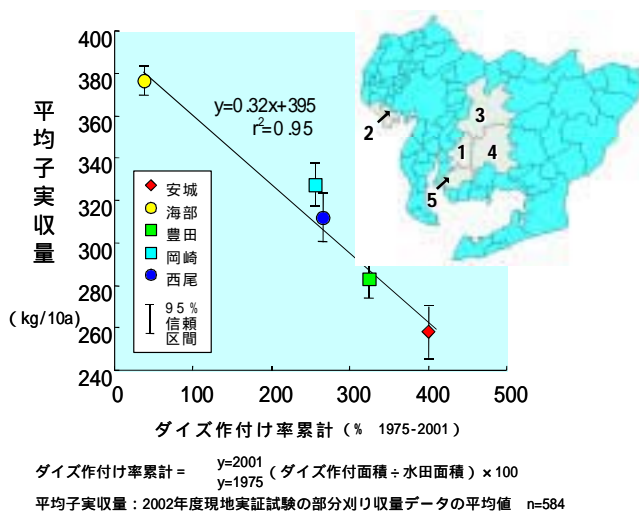 400
380
360
340
320
300
280
260
240
平均子実収量
(kg/10a)
y=0.32x+395
r²=0.95
安城
海部
豊田
岡崎
西尾
95%
信頼
区間
2
3
1
4
5
0
100
200
300
400
500
ダイズ作付け率累計(% 1975-2001)
y=2001
ダイズ作付け率累計= (ダイズ作付面積÷水田面積)×100
y=1975
平均子実収量:2002年度現地実証試験の部分刈り収量データの平均値 n=584